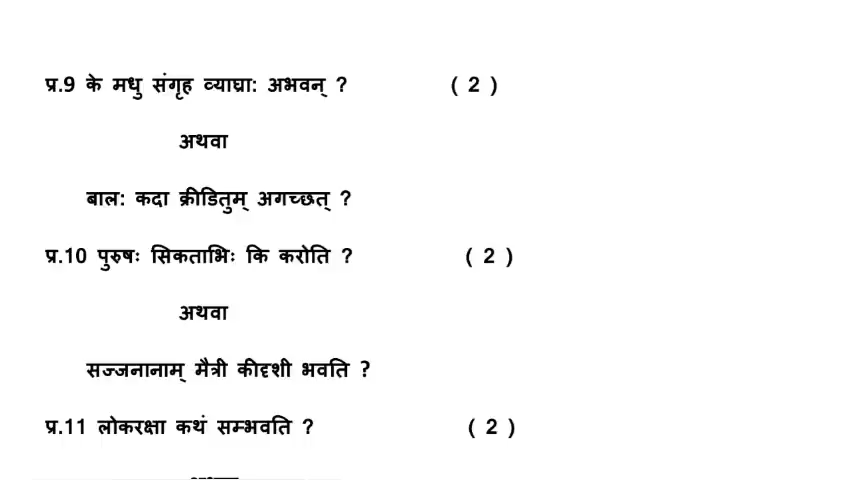 प्र.9 के मधु संगृह व्याघ्रा: अभवन् ? ( 2 )
अथवा
बाल: कदा क्रीडितुम् अगच्छत् ?
प्र.10 पुरुषः सिकताभिः कि करोति ? ( 2 )
अथवा
सज्जनानाम् मैत्री कीदृशी भवति ?
प्र.11 लोकरक्षा कथं सम्भवति ? ( 2 )